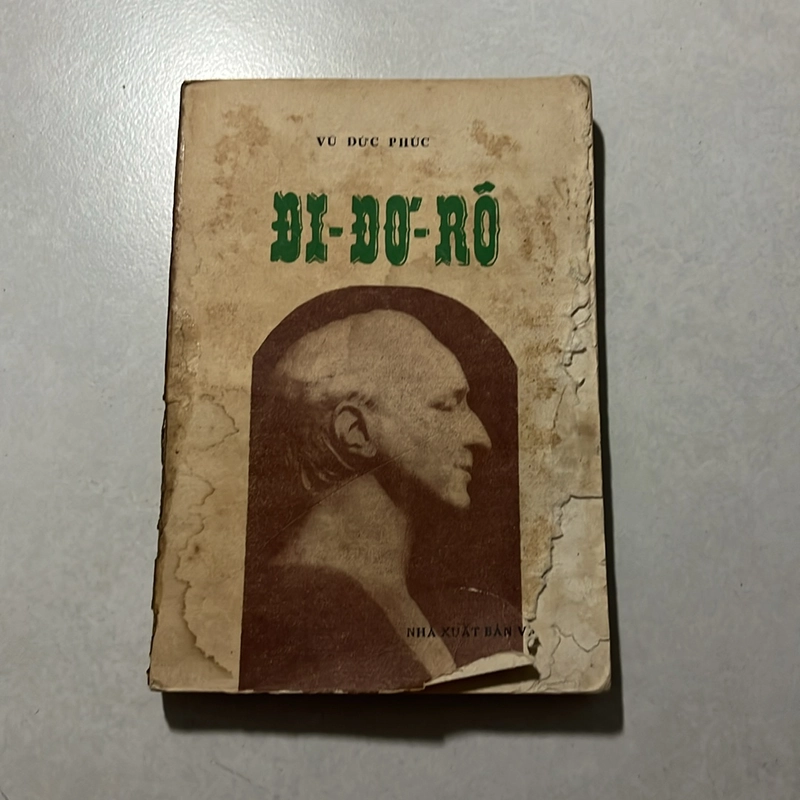 VŨ ĐỨC PHÚC
ĐI-ĐƠ-RÔ
NHÀ XUẤT BẢN